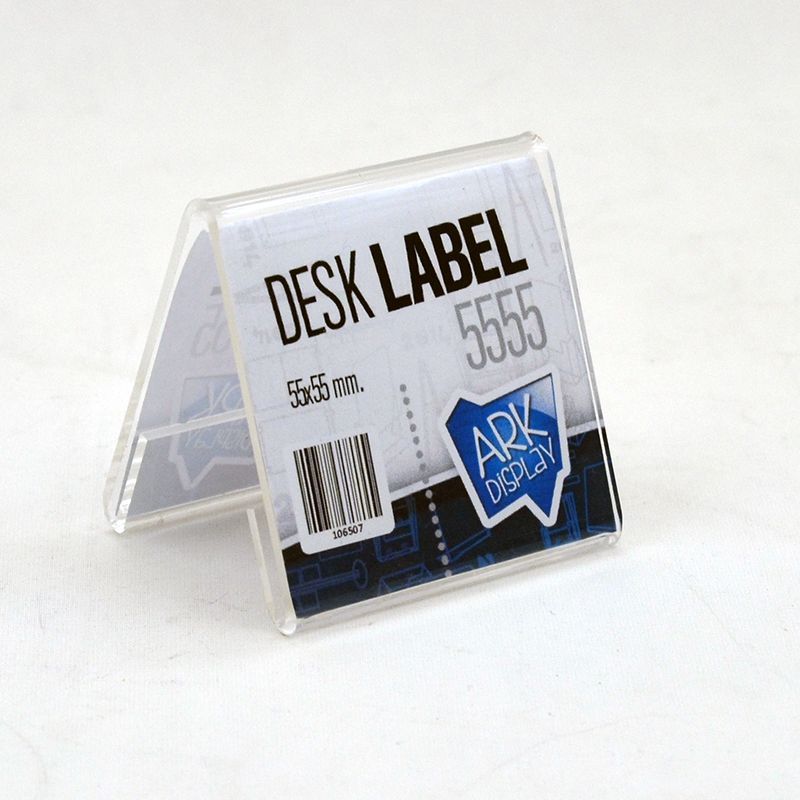 DESK LABEL
5555
55x55 mm.
ARK
DiSPLaY
106507